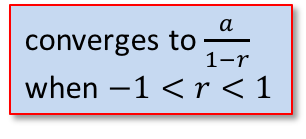 converges to a/(1−r)
when −1 < r < 1